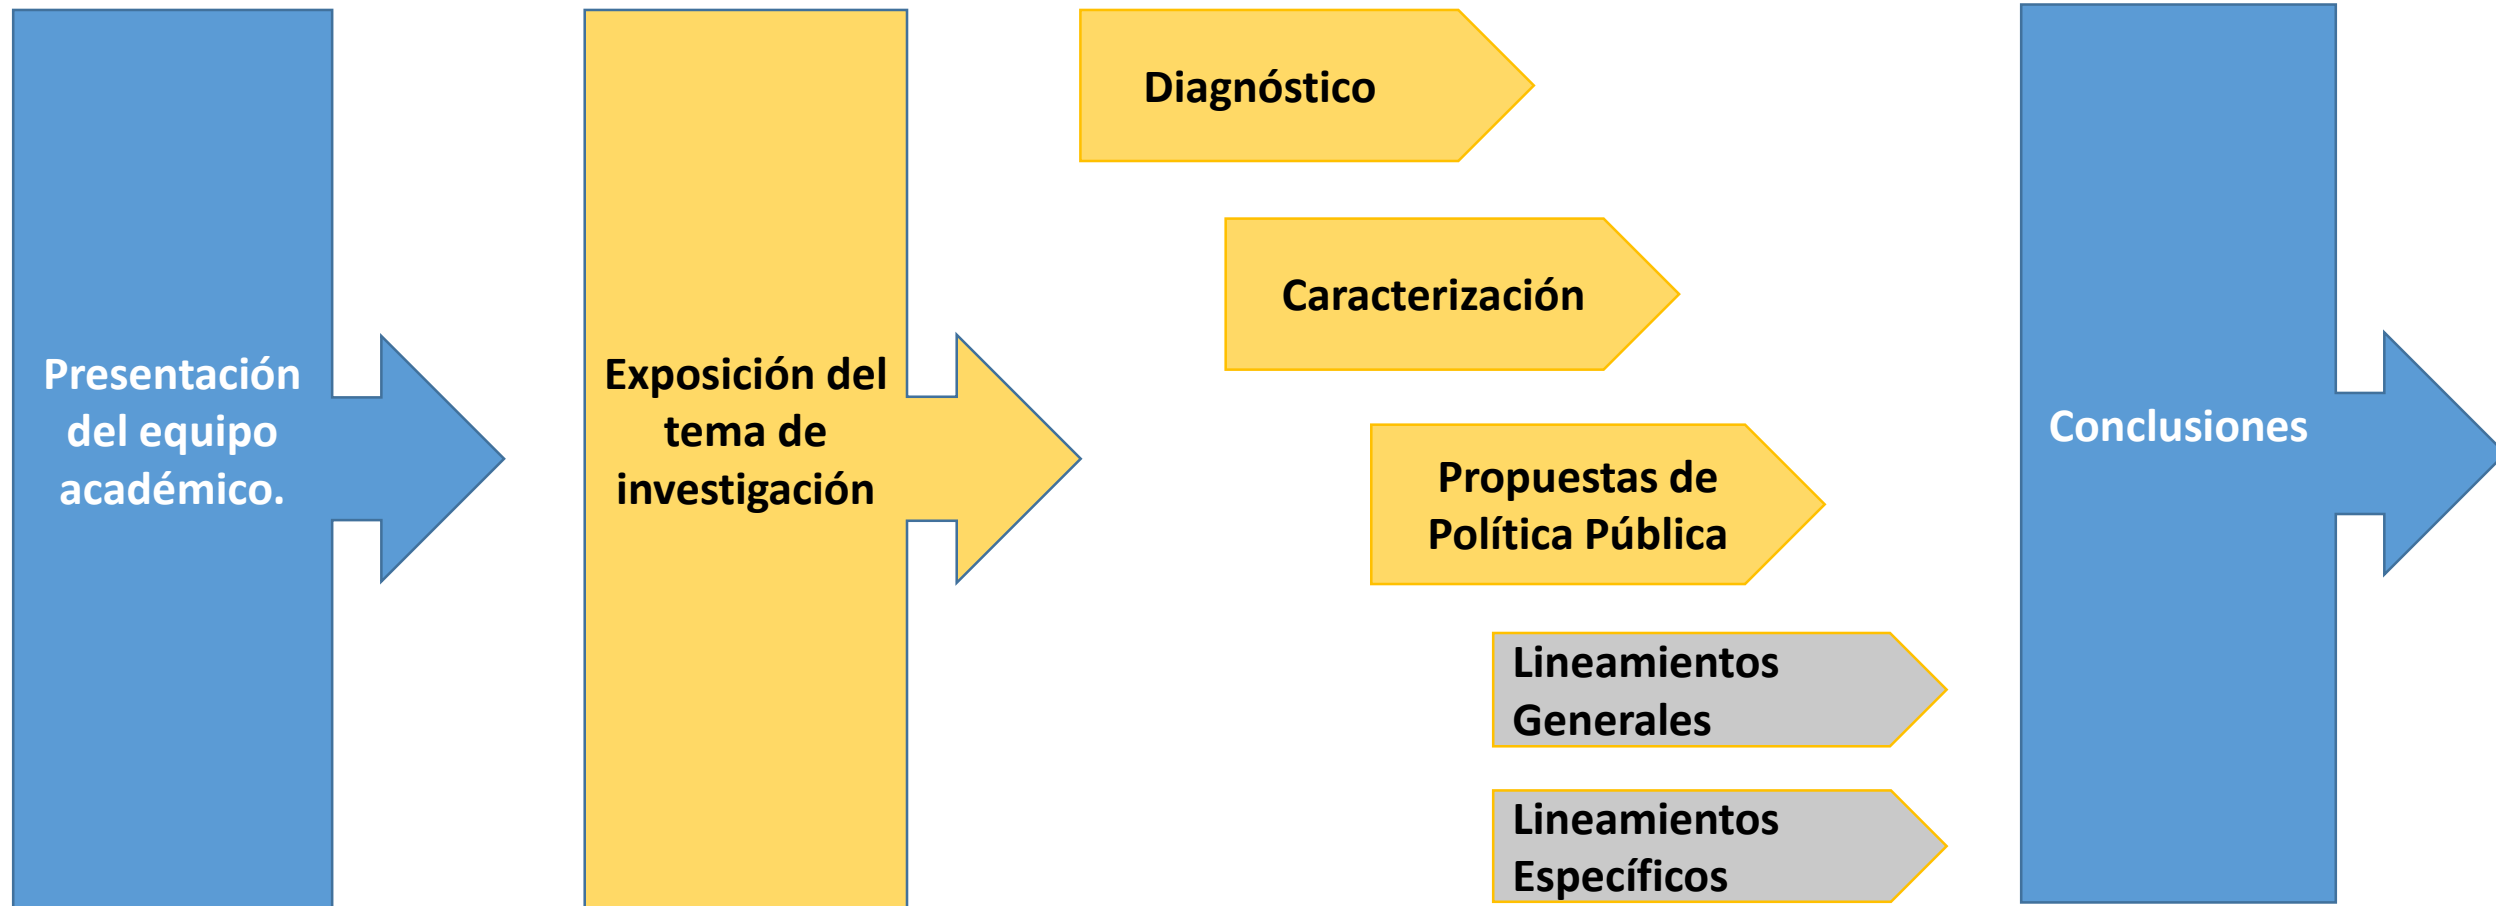 Presentación
del equipo
académico.
Exposición del
tema de
investigación
Diagnóstico
Caracterización
Propuestas de
Política Pública
Lineamientos
Generales
Lineamientos
Específicos
Conclusiones